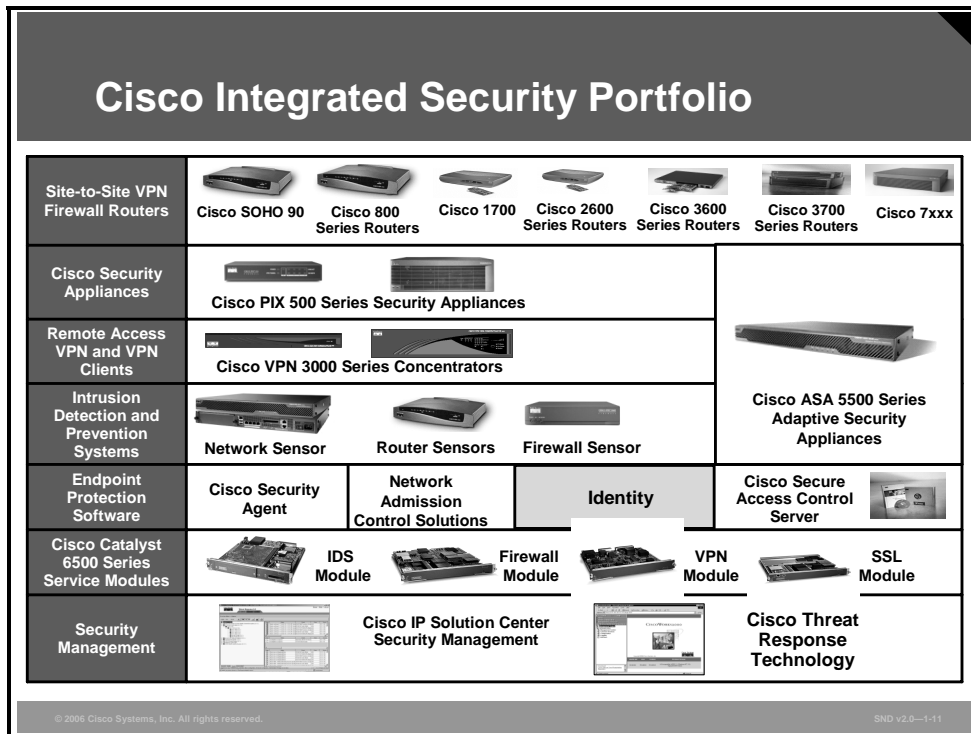 Cisco Integrated Security Portfolio
Site-to-Site VPN
Firewall Routers
Cisco SOHO 90
Cisco 800
Series Routers
Cisco 1700
Cisco 2600
Series Routers
Cisco 3600
Series Routers
Cisco 3700
Series Routers
Cisco 7xxx
Cisco Security
Appliances
Cisco PIX 500 Series Security Appliances
Remote Access
VPN and VPN
Clients
Cisco VPN 3000 Series Concentrators
Cisco ASA 5500 Series
Adaptive Security
Appliances
Intrusion
Detection and
Prevention
Systems
Network Sensor
Router Sensors
Firewall Sensor
Endpoint
Protection
Software
Cisco Security
Agent
Network
Admission
Control Solutions
Identity
Cisco Secure
Access Control
Server
Cisco Catalyst
6500 Series
Service Modules
IDS
Module
Firewall
Module
VPN
Module
SSL
Module
Security
Management
Cisco IP Solution Center
Security Management
Cisco Threat
Response
Technology
© 2006 Cisco Systems, Inc. All rights reserved.
SND v2.0—1-11